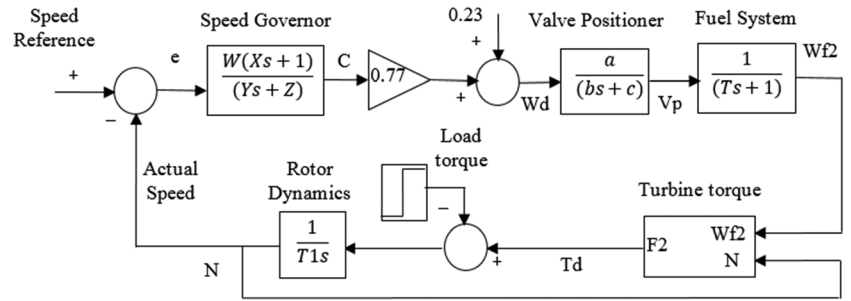 Speed
Reference
+
−
e
Speed Governor
W(Xs + 1)
(Ys + Z)
C
0.77
+
0.23
+
Wd
Valve Positioner
a
(bs + c)
Vp
Fuel System
1
(Ts + 1)
Wf2
Actual
Speed
Rotor
Dynamics
1
T1s
N
Load
torque
−
+
Td
Turbine torque
F2
Wf2
N